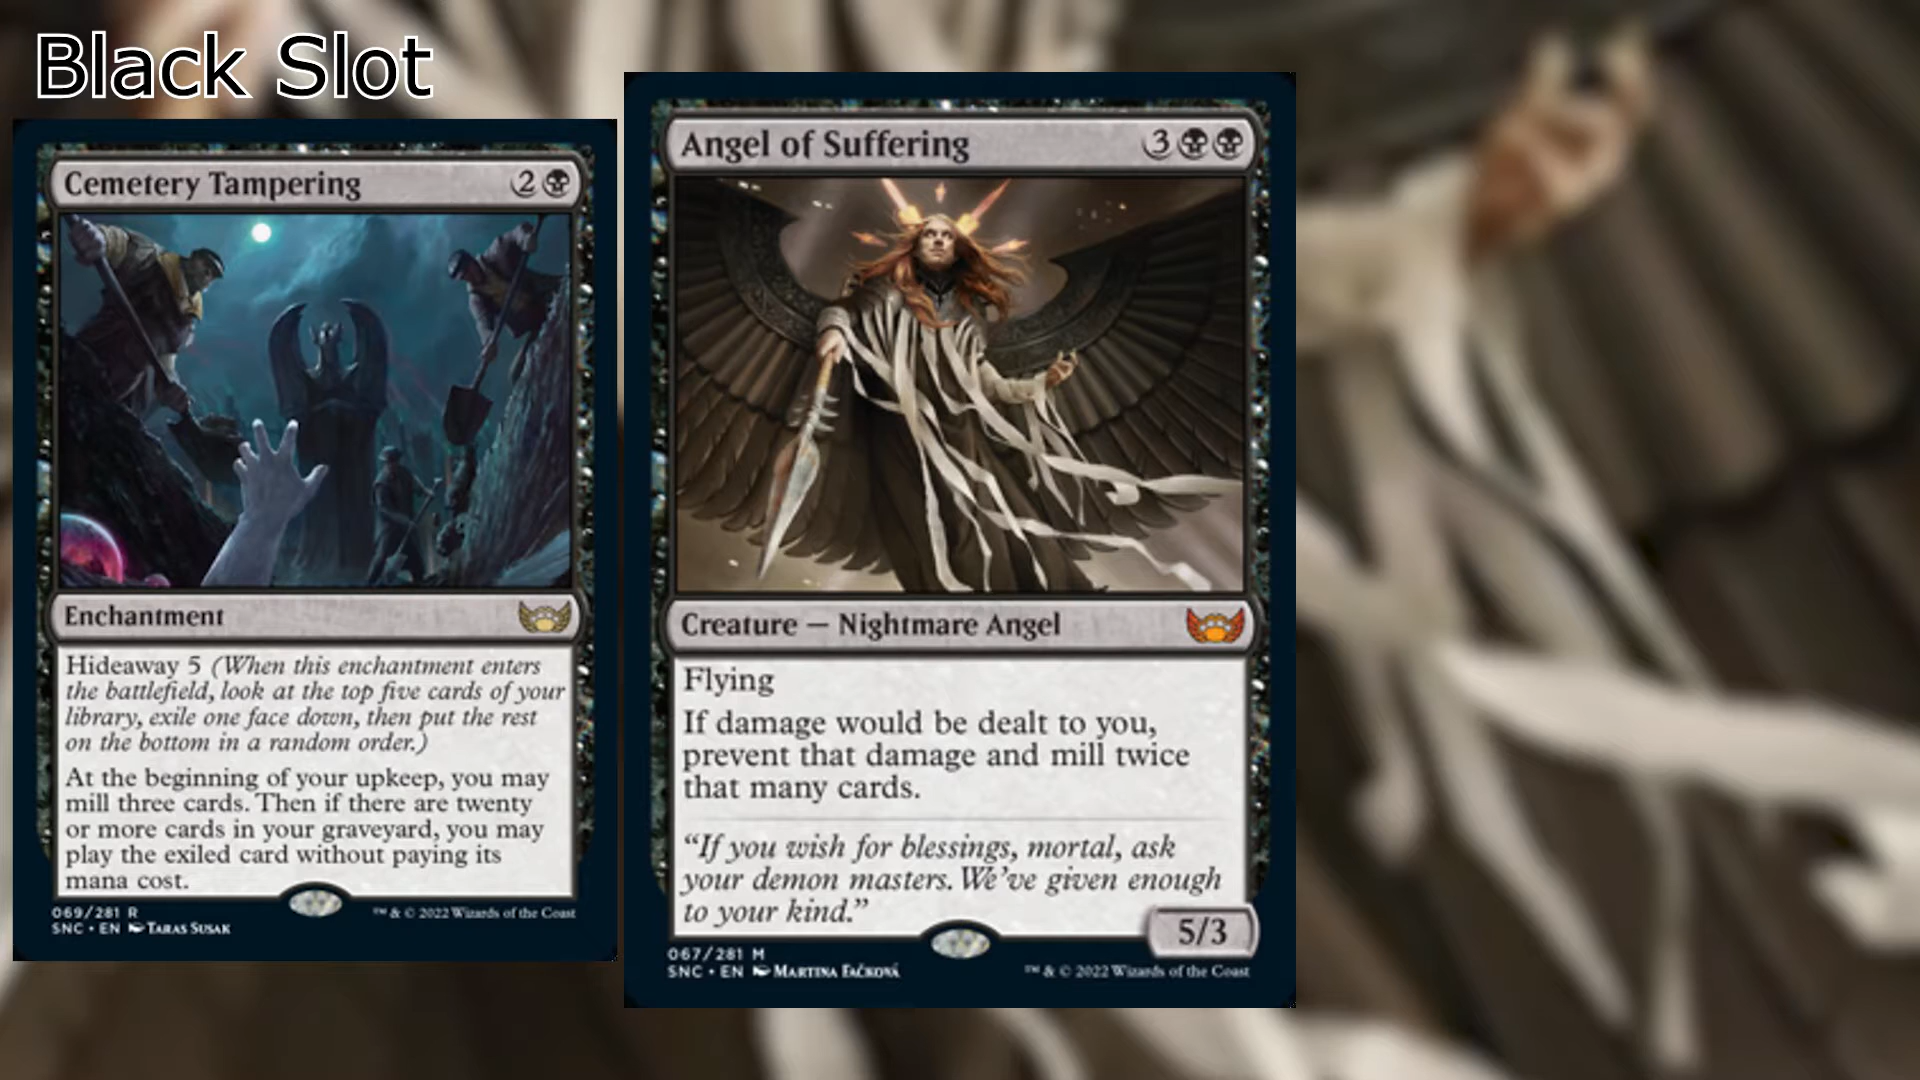 Black Slot
Cemetery Tampering 2
Enchantment
Hideaway 5 (When this enchantment enters
the battlefield, look at the top five cards of your
library, exile one face down, then put the rest
on the bottom in a random order.)
At the beginning of your upkeep, you may
mill three cards. Then if there are twenty
or more cards in your graveyard, you may
play the exiled card without paying its
mana cost.
069/281 R
SNC • EN Taras Susak
™ & © 2022 Wizards of the Coast
Angel of Suffering 3
Creature — Nightmare Angel
Flying
If damage would be dealt to you,
prevent that damage and mill twice
that many cards.
“If you wish for blessings, mortal, ask
your demon masters. We’ve given enough
to your kind.”
5/3
067/281 M
SNC • EN Martina Fačková
™ & © 2022 Wizards of the Coast